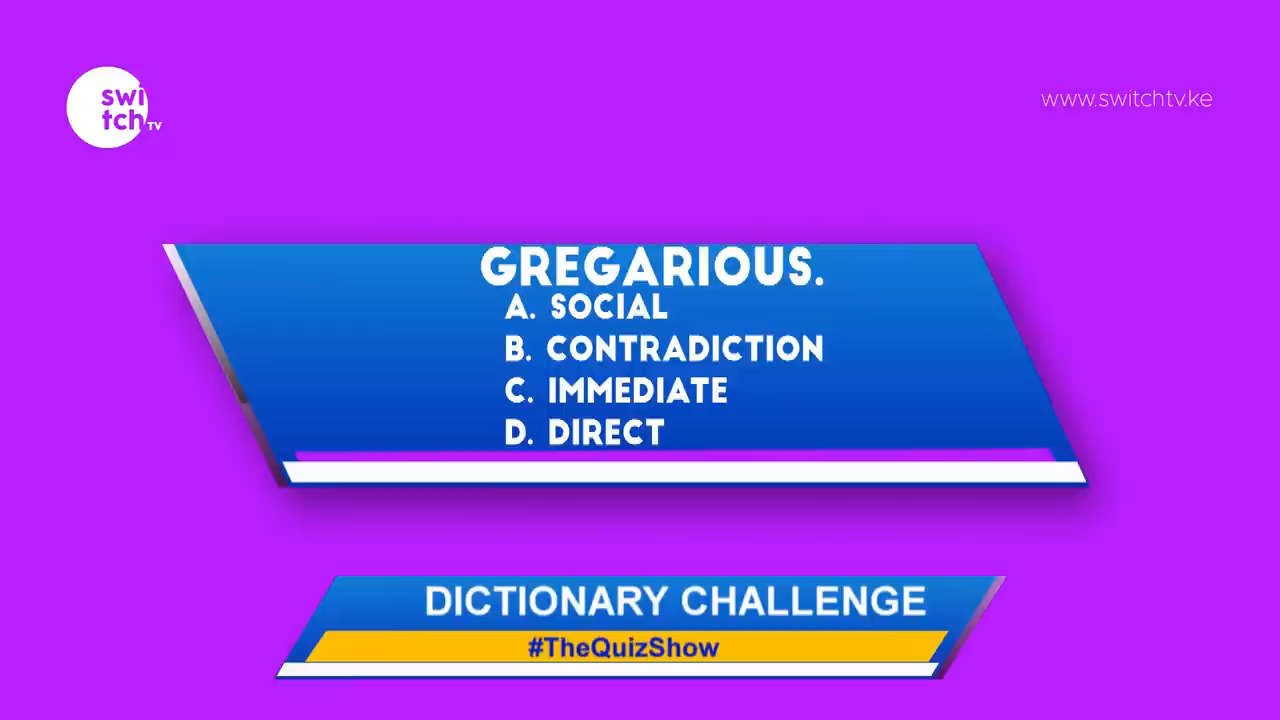 swi
tch TV
www.switchtv.ke
GREGARIOUS.
A. SOCIAL
B. CONTRADICTION
C. IMMEDIATE
D. DIRECT
DICTIONARY CHALLENGE
#TheQuizShow